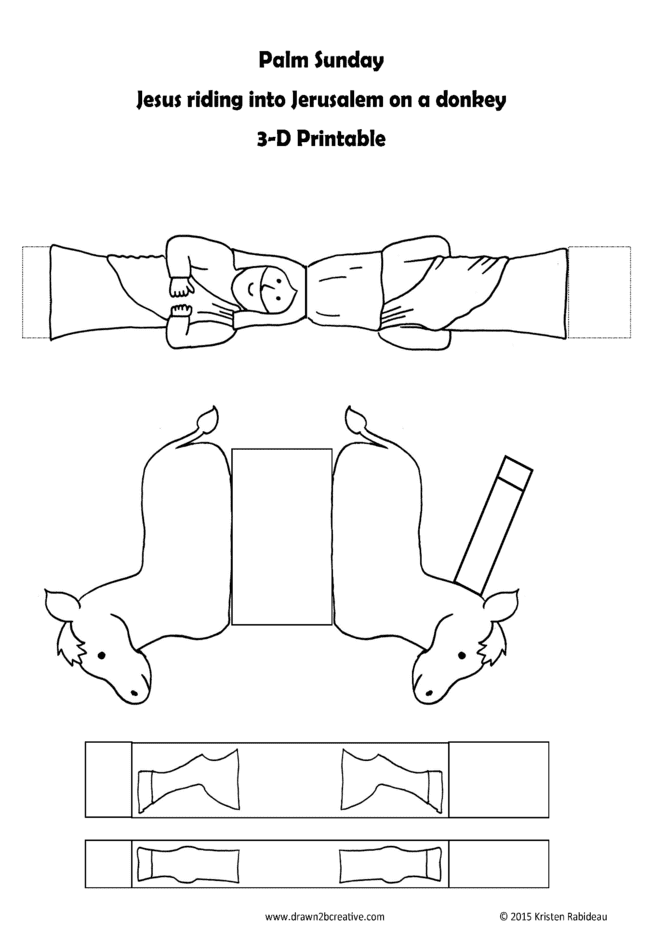 Palm Sunday
Jesus riding into Jerusalem on a donkey
3-D Printable
www.drawn2bcreative.com
© 2015 Kristen Rabideau